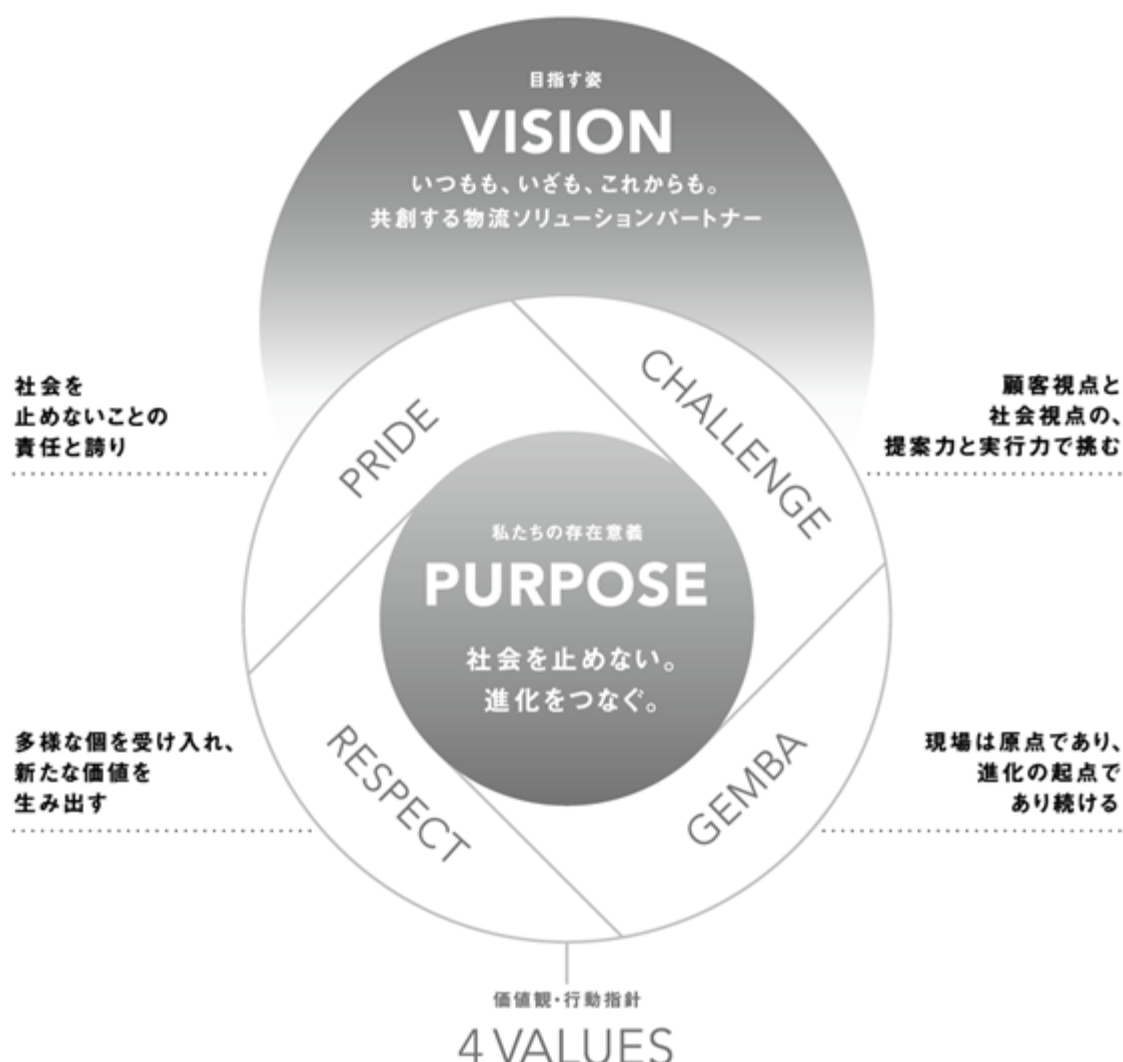 目指す姿
VISION
いつもも、いざも、これからも。
共創する物流ソリューションパートナー
社会を
止めないことの
責任と誇り
PRIDE
CHALLENGE
顧客視点と
社会視点の、
提案力と実行力で挑む
私たちの存在意義
PURPOSE
社会を止めない。
進化をつなぐ。
多様な個を受け入れ、
新たな価値を
生み出す
RESPECT
GEMBA
現場は原点であり、
進化の起点で
あり続ける
価値観・行動指針
4 VALUES